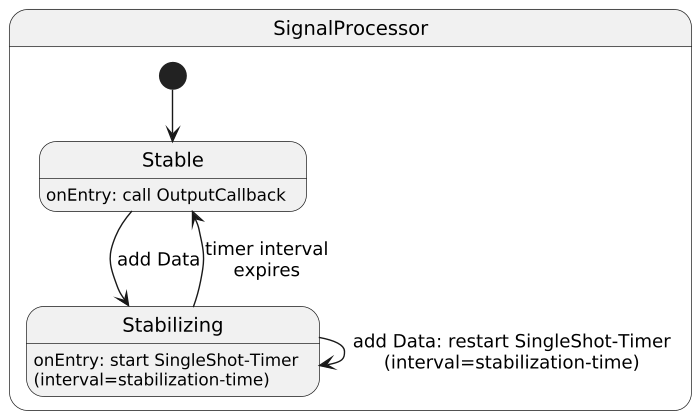 SignalProcessor
Stable
onEntry: call OutputCallback
add Data
timer interval
expires
Stabilizing
onEntry: start SingleShot-Timer
(interval=stabilization-time)
add Data: restart SingleShot-Timer
(interval=stabilization-time)